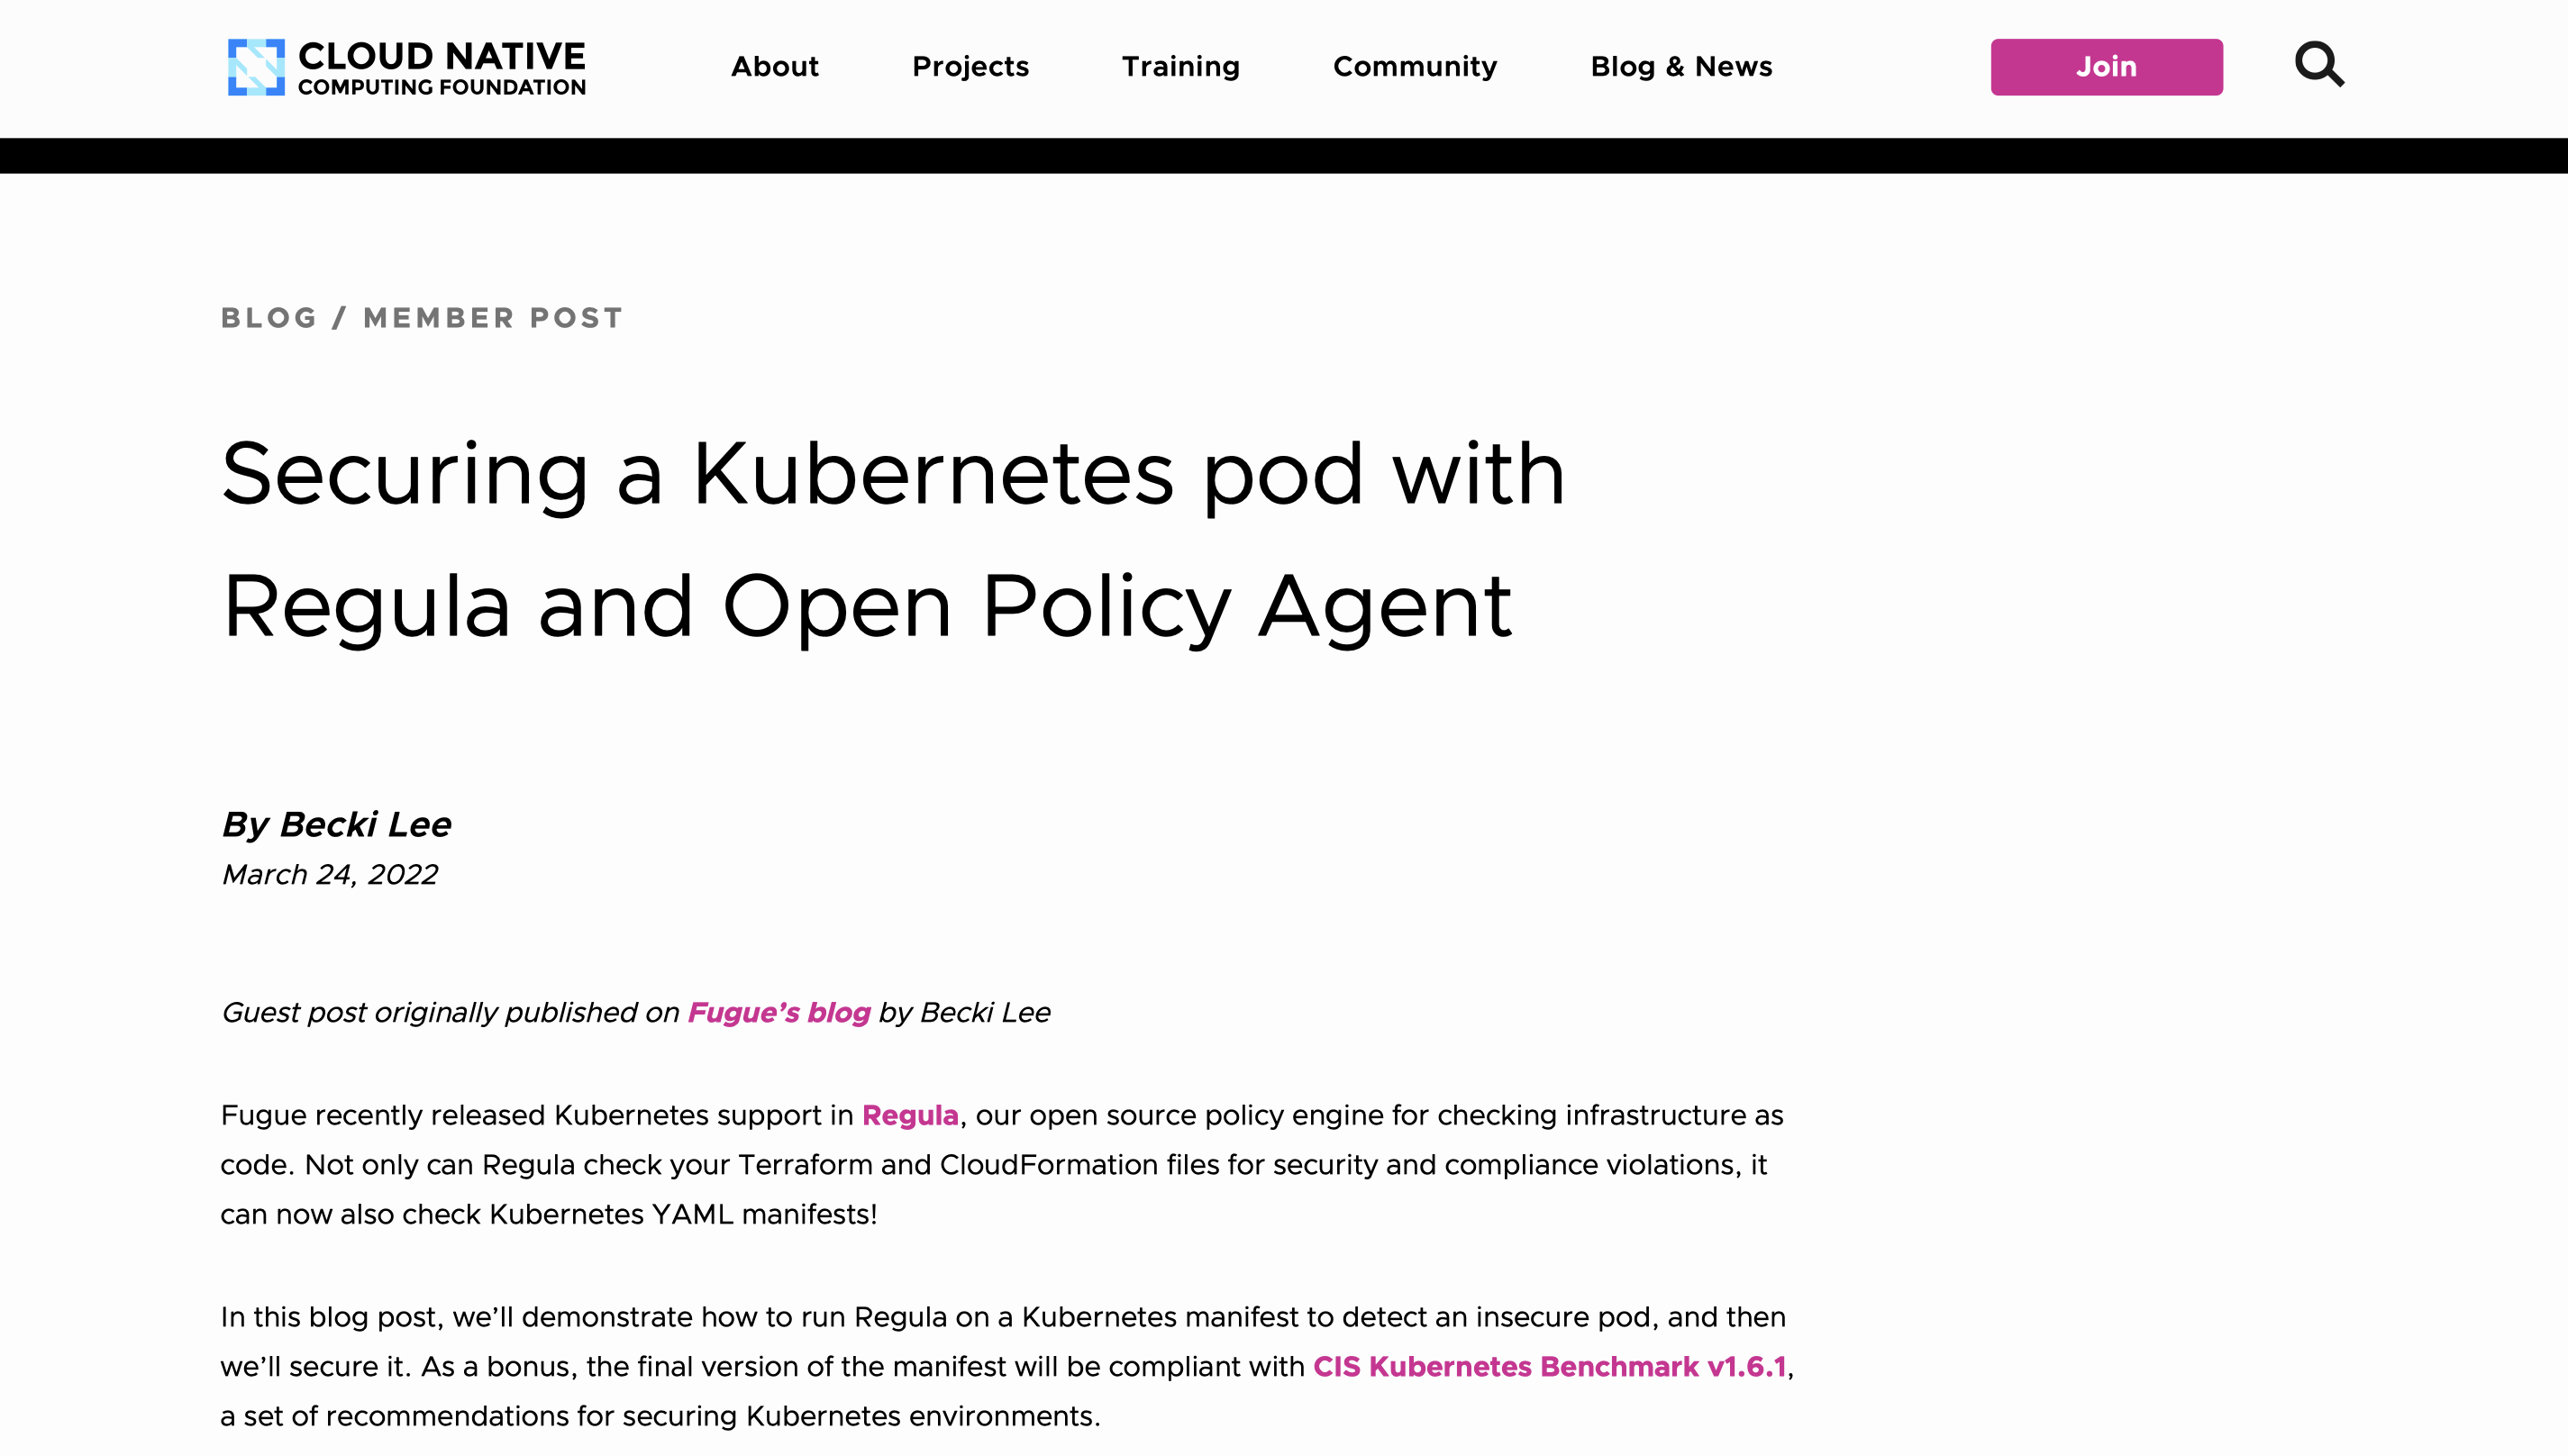 CLOUD NATIVE
COMPUTING FOUNDATION
About
Projects
Training
Community
Blog & News
Join
BLOG / MEMBER POST
Securing a Kubernetes pod with
Regula and Open Policy Agent
By Becki Lee
March 24, 2022
Guest post originally published on Fugue’s blog by Becki Lee
Fugue recently released Kubernetes support in Regula, our open source policy engine for checking infrastructure as
code. Not only can Regula check your Terraform and CloudFormation files for security and compliance violations, it
can now also check Kubernetes YAML manifests!
In this blog post, we’ll demonstrate how to run Regula on a Kubernetes manifest to detect an insecure pod, and then
we’ll secure it. As a bonus, the final version of the manifest will be compliant with CIS Kubernetes Benchmark v1.6.1,
a set of recommendations for securing Kubernetes environments.